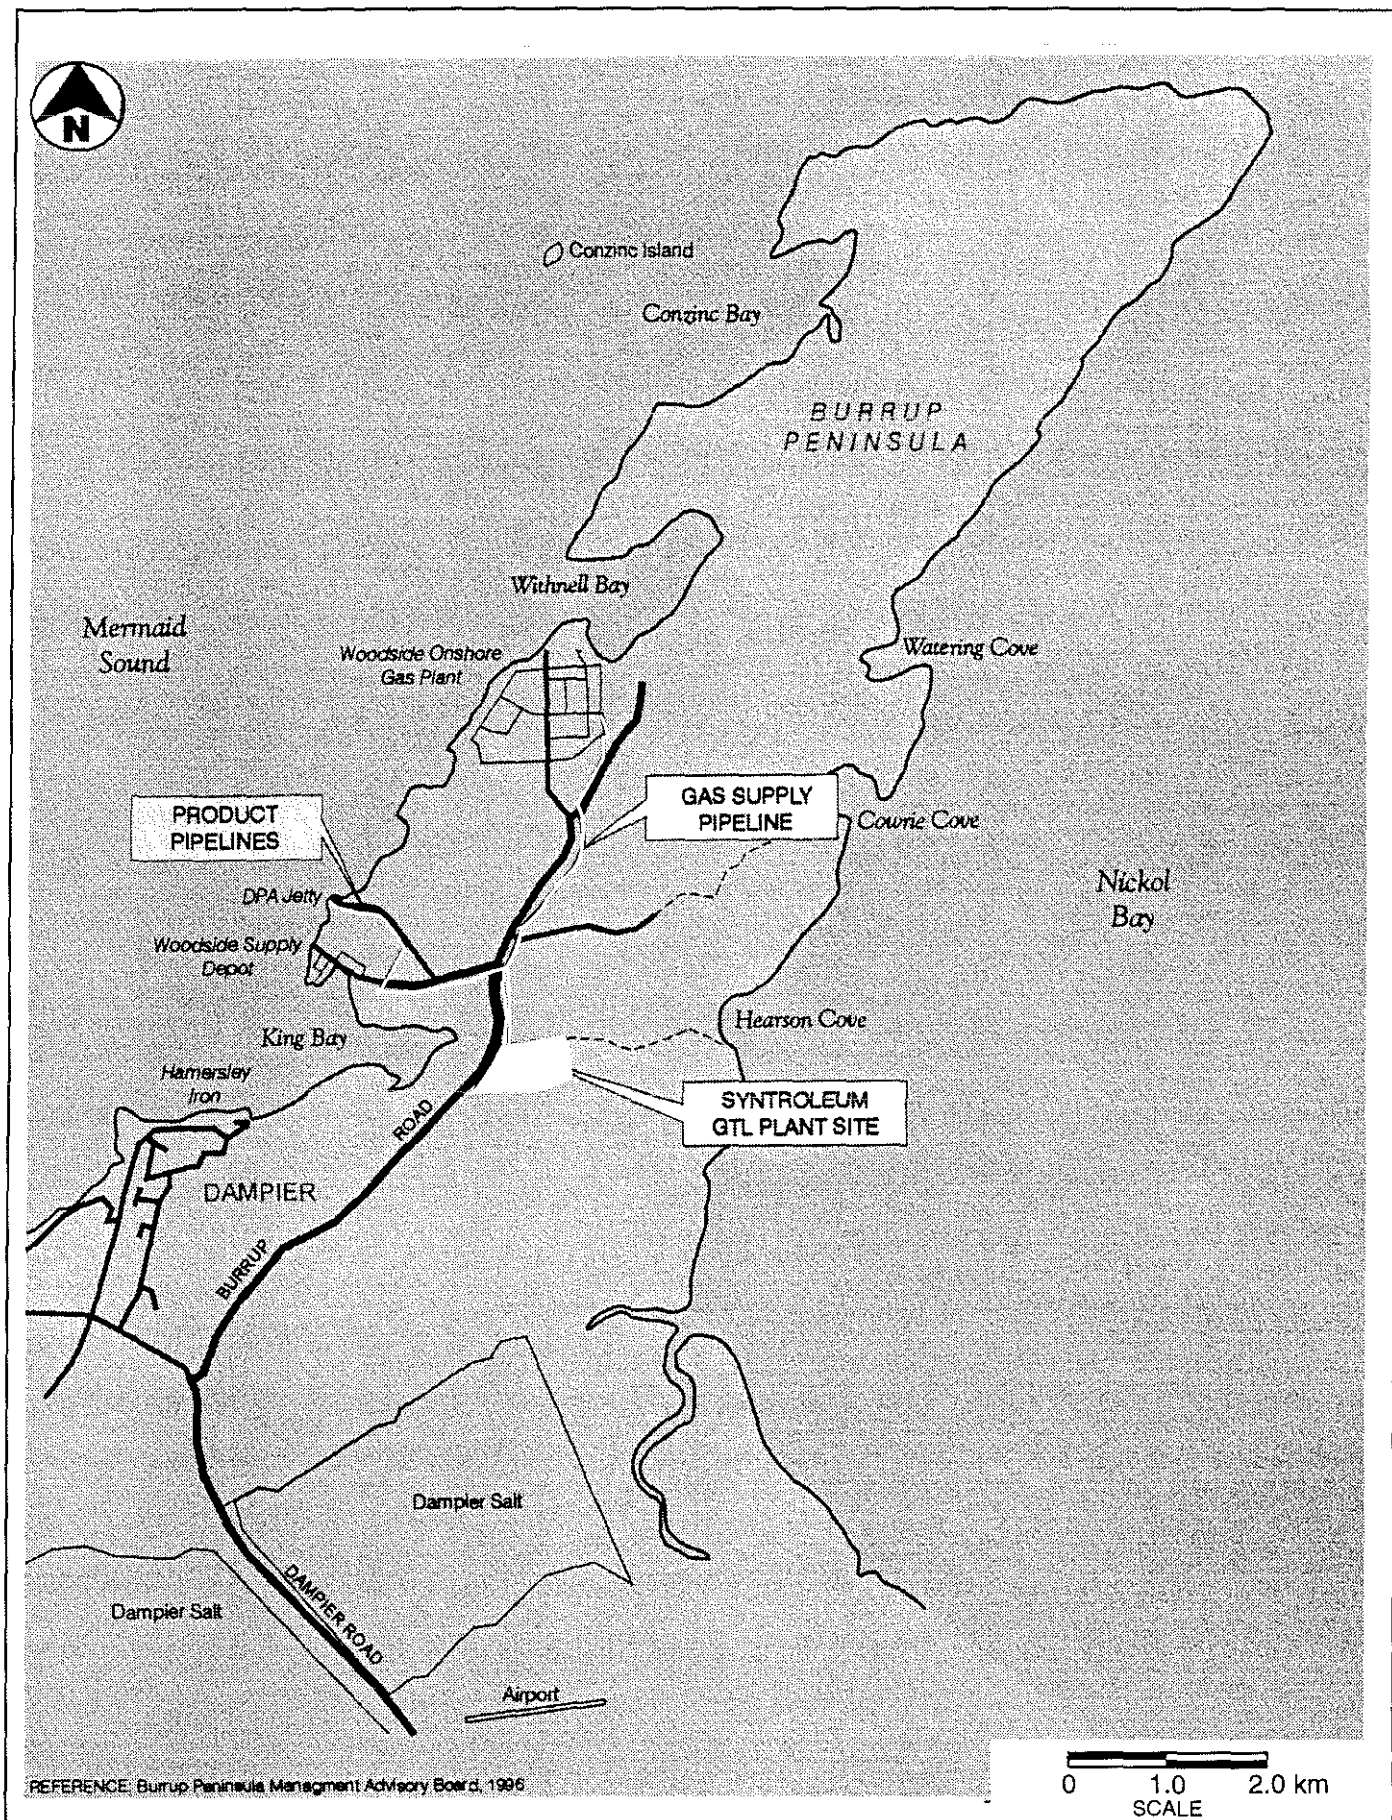 N
Conzinc Island
Conzinc Bay
BURRUP
PENINSULA
Withnell Bay
Mermaid
Sound
Woodside Onshore
Gas Plant
Watering Cove
GAS SUPPLY
PIPELINE
PRODUCT
PIPELINES
Cowrie Cove
Nickol
Bay
DPA Jetty
Woodside Supply
Depot
King Bay
Hearson Cove
Hamersley
Iron
SYNTROLEUM
GTL PLANT SITE
ROAD
DAMPIER
BURRUP
Dampier Salt
DAMPIER ROAD
Dampier Salt
Airport
REFERENCE: Burrup Peninsula Managment Advisory Board, 1996
0 1.0 2.0 km
SCALE